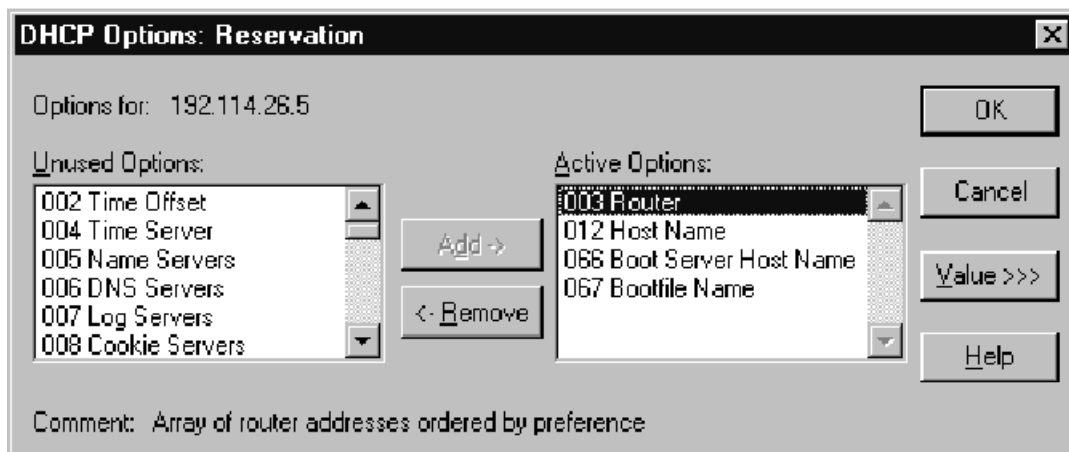 DHCP Options: Reservation
Options for: 192.114.26.5
OK
Unused Options:
Active Options:
002 Time Offset
004 Time Server
005 Name Servers
006 DNS Servers
007 Log Servers
008 Cookie Servers
Add ->
<- Remove
003 Router
012 Host Name
066 Boot Server Host Name
067 Bootfile Name
Cancel
Value >>>
Help
Comment: Array of router addresses ordered by preference